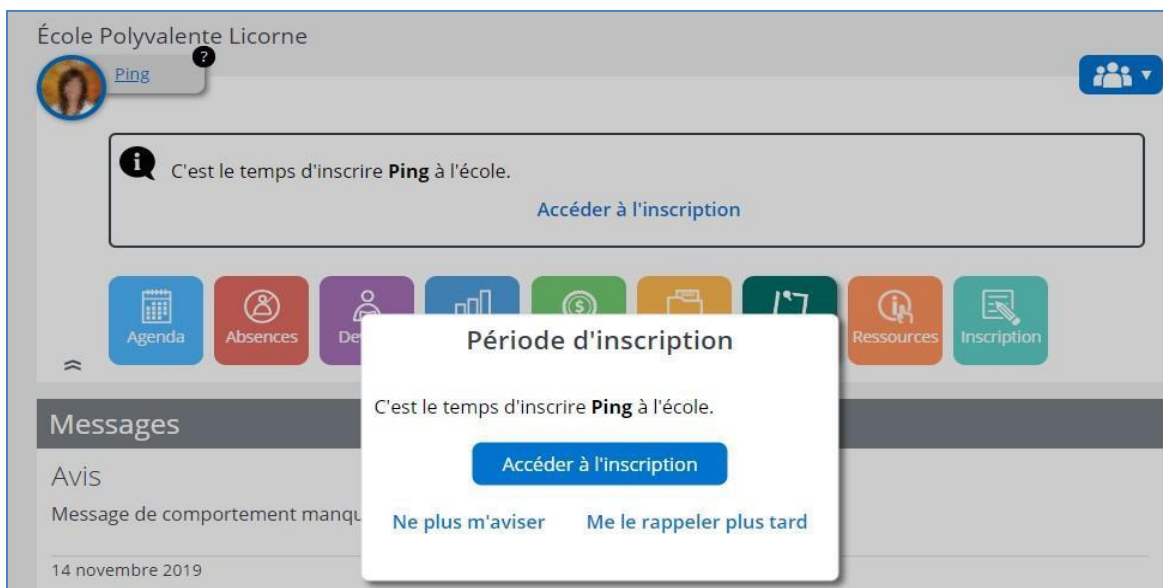 École Polyvalente Licorne
Ping
?
C'est le temps d'inscrire Ping à l'école.
Accéder à l'inscription
Agenda
Absences
De
Ressources
Inscription
Période d'inscription
C'est le temps d'inscrire Ping à l'école.
Accéder à l'inscription
Ne plus m'aviser Me le rappeler plus tard
Messages
Avis
Message de comportement manqu
14 novembre 2019